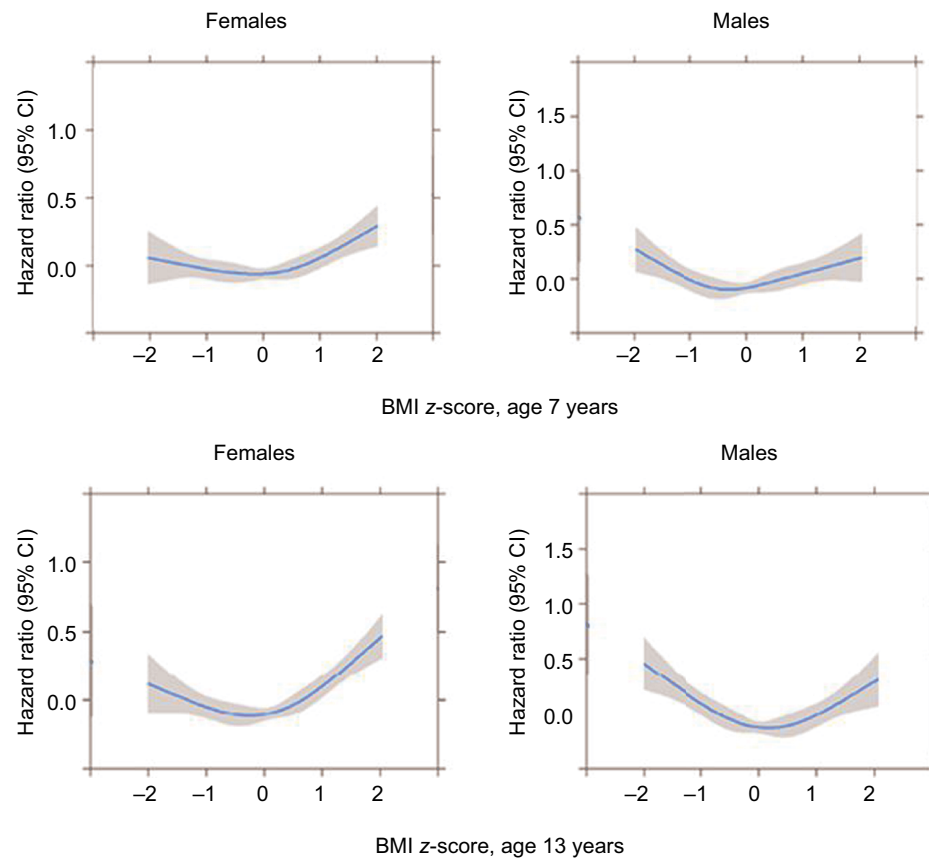 Females
Males
Hazard ratio (95% CI)
1.0
0.5
0.0
–2 –1 0 1 2
Hazard ratio (95% CI)
1.5
1.0
0.5
0.0
–2 –1 0 1 2
BMI z-score, age 7 years
Females
Males
Hazard ratio (95% CI)
1.0
0.5
0.0
–2 –1 0 1 2
Hazard ratio (95% CI)
1.5
1.0
0.5
0.0
–2 –1 0 1 2
BMI z-score, age 13 years